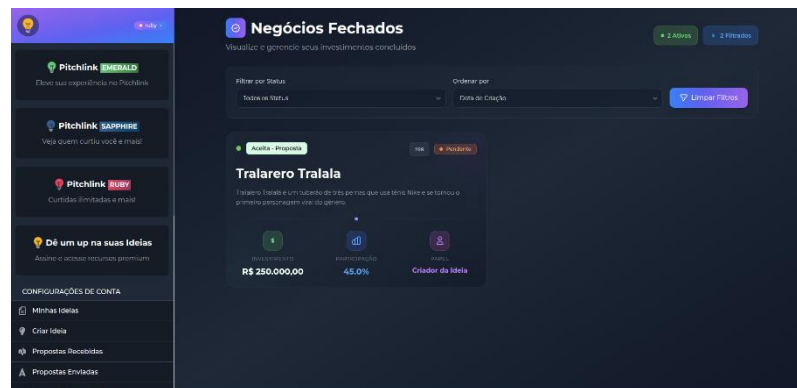 ruby
Pitchlink EMERALD
Eleve sua experiência no Pitchlink
Pitchlink SAPPHIRE
Veja quem curtiu você e mais!
Pitchlink RUBY
Curtidas ilimitadas e mais!
Dê um up na suas Ideias
Assine e acesse recursos premium
CONFIGURAÇÕES DE CONTA
Minhas Ideias
Criar Ideia
Propostas Recebidas
Propostas Enviadas
Negócios Fechados
Visualize e gerencie seus investimentos concluídos
2 Ativos
2 Filtrados
Filtrar por Status
Ordenar por
Todos os Status
Data de Criação
Limpar Filtros
Aceita - Proposta
Pendente
Tralarero Tralala
Tralarero Tralala é um tubarão de três pernas que usa tênis Nike e se tornou o
primeiro personagem viral do gênero.
INVESTIMENTO
PARTICIPAÇÃO
PAPEL
R$ 250.000,00
45.0%
Criador da Ideia